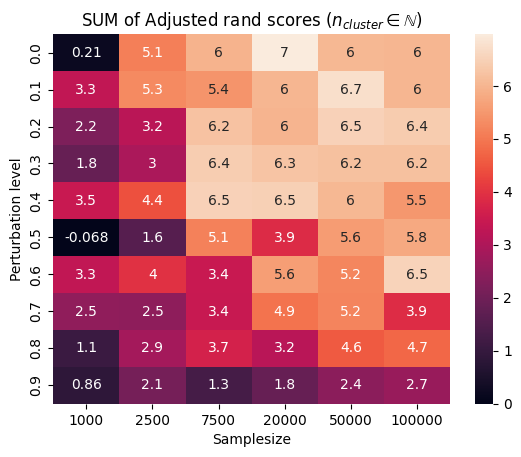 SUM of Adjusted rand scores (n_cluster ∈ ℕ)
Perturbation level
0.0 0.21 5.1 6 7 6 6
0.1 3.3 5.3 5.4 6 6.7 6
0.2 2.2 3.2 6.2 6 6.5 6.4
0.3 1.8 3 6.4 6.3 6.2 6.2
0.4 3.5 4.4 6.5 6.5 6 5.5
0.5 -0.068 1.6 5.1 3.9 5.6 5.8
0.6 3.3 4 3.4 5.6 5.2 6.5
0.7 2.5 2.5 3.4 4.9 5.2 3.9
0.8 1.1 2.9 3.7 3.2 4.6 4.7
0.9 0.86 2.1 1.3 1.8 2.4 2.7
1000 2500 7500 20000 50000 100000
Samplesize
6
5
4
3
2
1
0